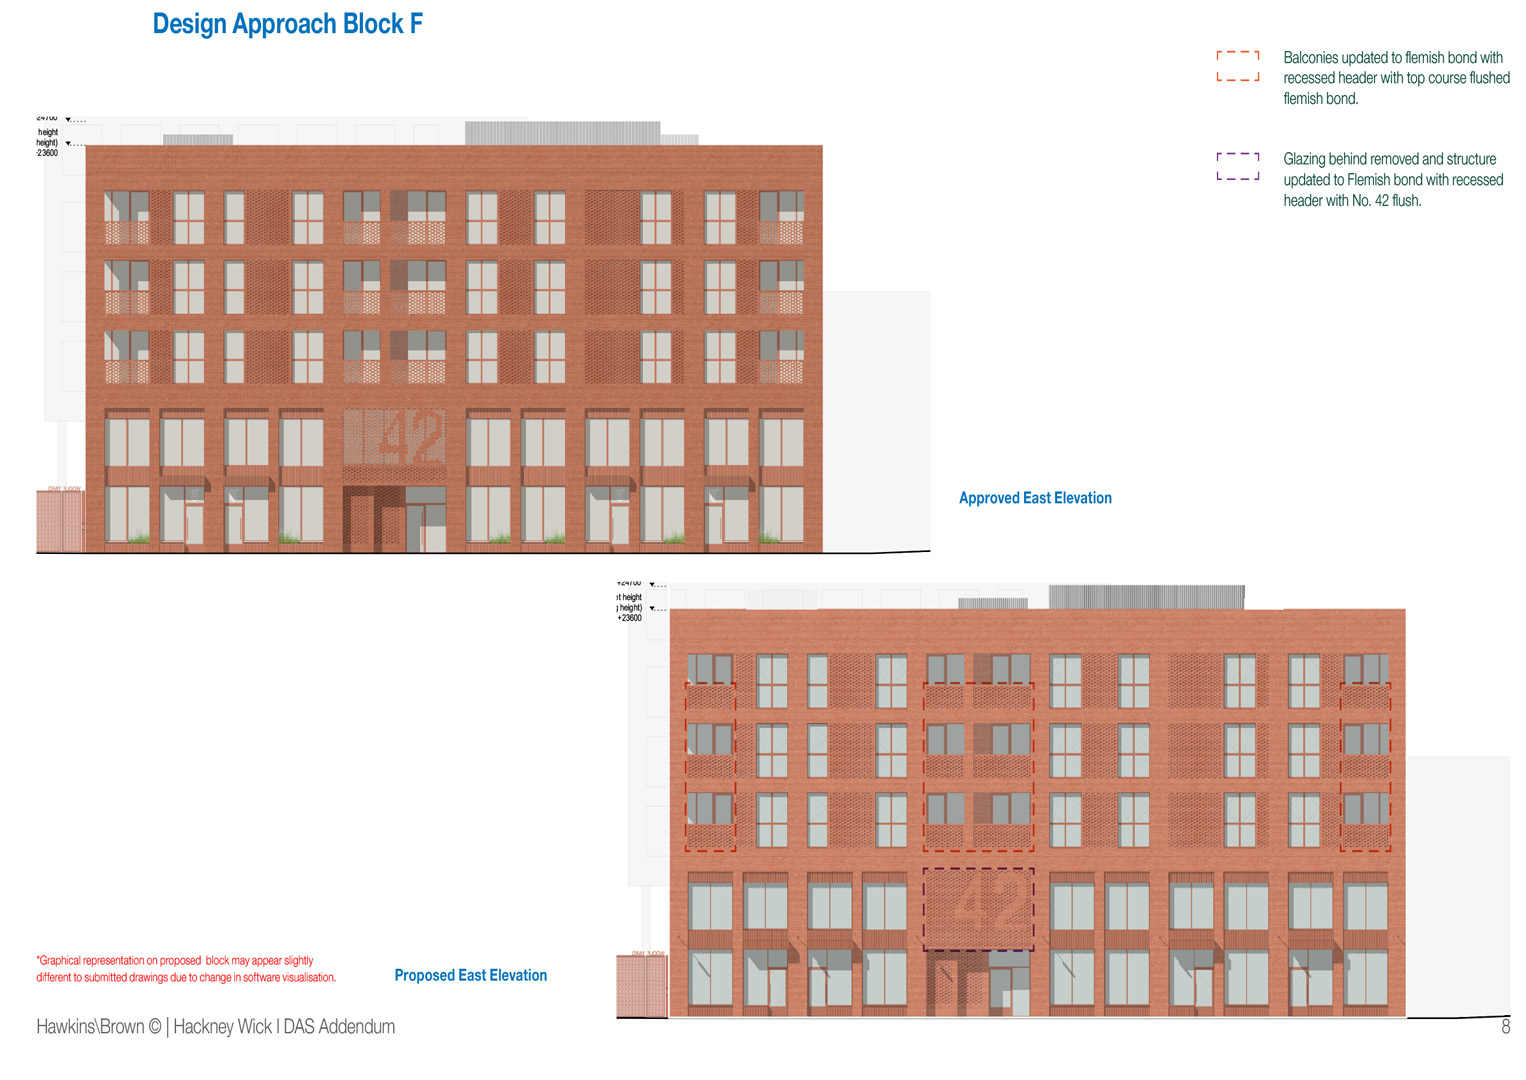 Design Approach Block F
Balconies updated to flemish bond with
recessed header with top course flushed
flemish bond.
Glazing behind removed and structure
updated to Flemish bond with recessed
header with No. 42 flush.
height
height)
-23600
42
Approved East Elevation
+24700
height
height)
+23600
42
*Graphical representation on proposed block may appear slightly
different to submitted drawings due to change in software visualisation.
Proposed East Elevation
Hawkins\Brown © | Hackney Wick I DAS Addendum
8